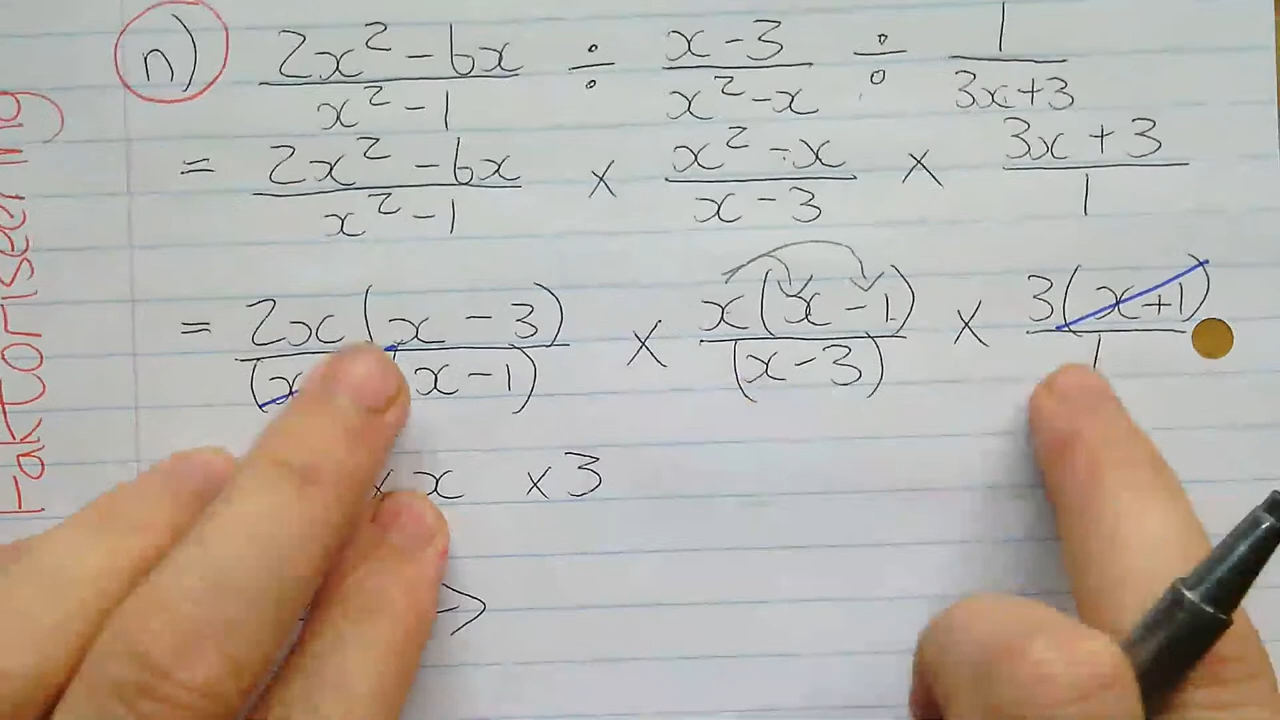 Faktorisering
n) (2x² - 6x)/(x² - 1) ÷ (x - 3)/(x² - x) ÷ 1/(3x + 3)
= (2x² - 6x)/(x² - 1) × (x² - x)/(x - 3) × (3x + 3)/1
= 2x(x - 3)/(x (x - 1) × x(x - 1)/(x - 3) × 3(x + 1)/1
× x × 3